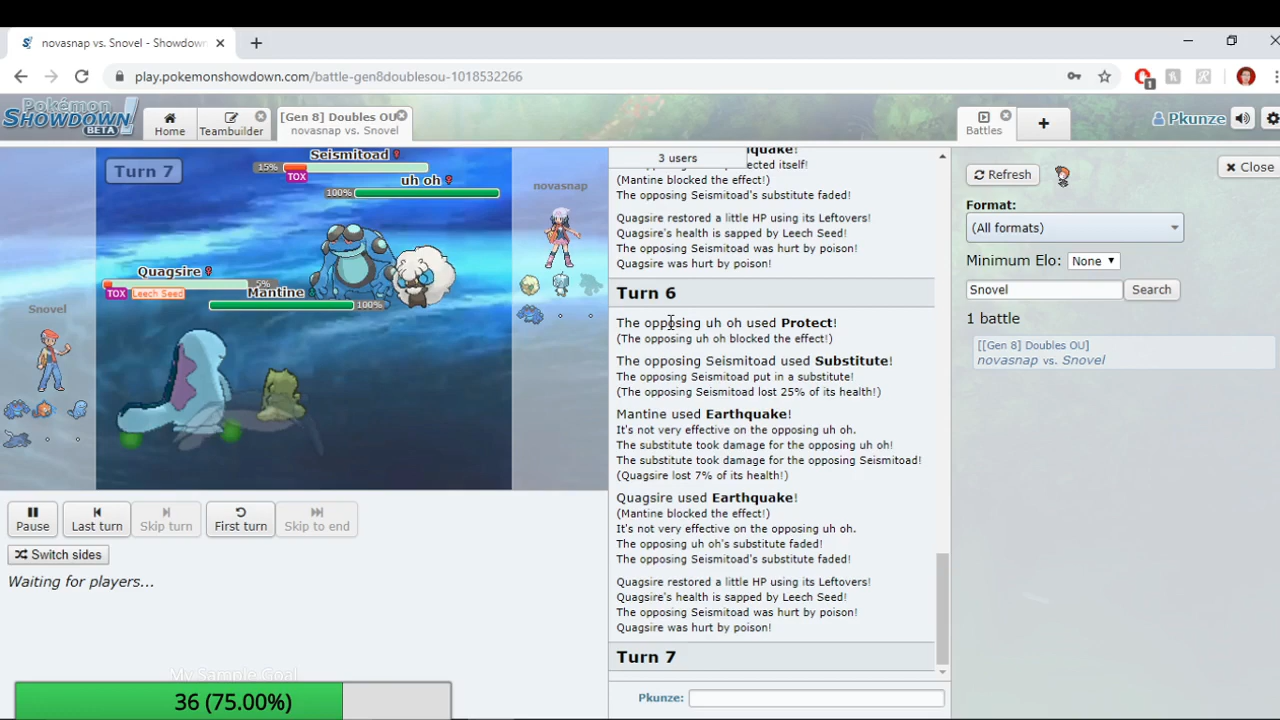 novasnap vs. Snovel - Showdown
play.pokemonshowdown.com/battle-gen8doublesou-1018532266
1
Pokémon
SHOWDOWN
BETA
Home
Teambuilder
[Gen 8] Doubles OU
novasnap vs. Snovel
Battles
Pkunze
Turn 7
Seismitoad
15%
TOX
uh oh
100%
Quagsire
5%
TOX Leech Seed
Mantine
100%
novasnap
Snovel
Pause
Last turn
Skip turn
First turn
Skip to end
Switch sides
Waiting for players...
My Sample Goal
36 (75.00%)
3 users
(Mantine blocked the effect!)
The opposing Seismitoad's substitute faded!
Quagsire restored a little HP using its Leftovers!
Quagsire's health is sapped by Leech Seed!
The opposing Seismitoad was hurt by poison!
Quagsire was hurt by poison!
Turn 6
The opposing uh oh used Protect!
(The opposing uh oh blocked the effect!)
The opposing Seismitoad used Substitute!
The opposing Seismitoad put in a substitute!
(The opposing Seismitoad lost 25% of its health!)
Mantine used Earthquake!
It's not very effective on the opposing uh oh.
The substitute took damage for the opposing uh oh!
The substitute took damage for the opposing Seismitoad!
(Quagsire lost 7% of its health!)
Quagsire used Earthquake!
(Mantine blocked the effect!)
It's not very effective on the opposing uh oh.
The opposing uh oh's substitute faded!
The opposing Seismitoad's substitute faded!
Quagsire restored a little HP using its Leftovers!
Quagsire's health is sapped by Leech Seed!
The opposing Seismitoad was hurt by poison!
Quagsire was hurt by poison!
Turn 7
Pkunze:
Refresh
Close
Format:
(All formats)
Minimum Elo: None
Snovel
Search
1 battle
[[Gen 8] Doubles OU]
novasnap vs. Snovel